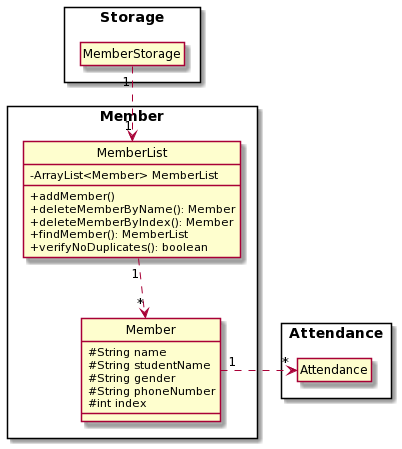 Storage
MemberStorage
1
1
Member
MemberList
-ArrayList<Member> MemberList
+addMember()
+deleteMemberByName(): Member
+deleteMemberByIndex(): Member
+findMember(): MemberList
+verifyNoDuplicates(): boolean
1
*
Member
#String name
#String studentName
#String gender
#String phoneNumber
#int index
1
*
Attendance
Attendance